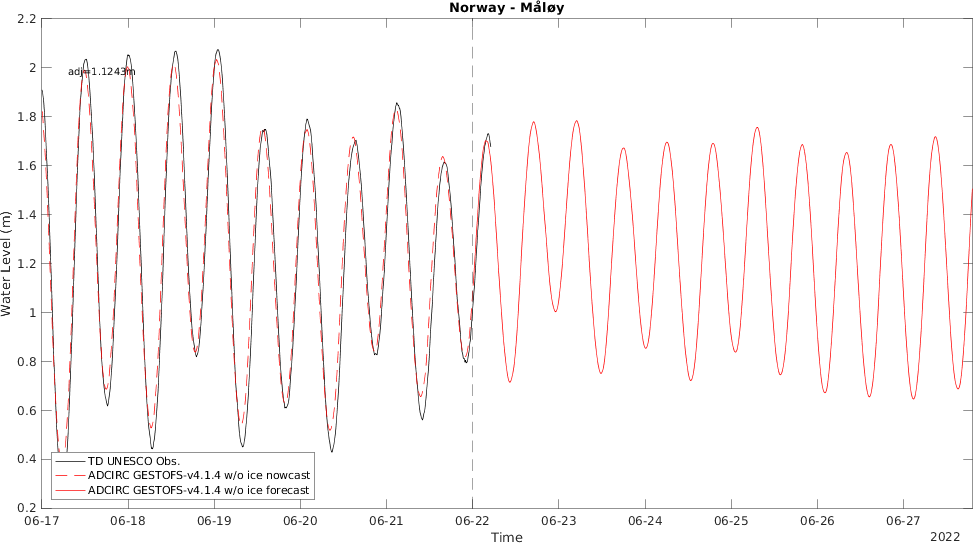 Norway - Måløy
2.2
2
1.8
1.6
1.4
1.2
1
0.8
0.6
0.4
0.2
Water Level (m)
adj=1.1243m
TD UNESCO Obs.
ADCIRC GESTOFS-v4.1.4 w/o ice nowcast
ADCIRC GESTOFS-v4.1.4 w/o ice forecast
06-17 06-18 06-19 06-20 06-21 06-22 06-23 06-24 06-25 06-26 06-27
Time
2022